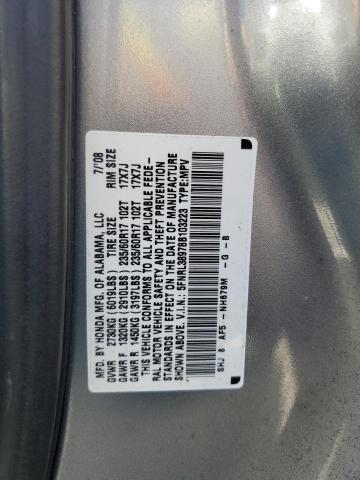 MFD. BY HONDA MFG. OF ALABAMA, LLC 7/'08
GVWR 2730KG (6019LBS) TIRE SIZE RIM SIZE
GAWR F 1320KG (2910LBS) 235/60R17 102T 17X7J
GAWR R 1450KG (3197LBS) 235/60R17 102T 17X7J
THIS VEHICLE CONFORMS TO ALL APPLICABLE FEDE-
RAL MOTOR VEHICLE SAFETY AND THEFT PREVENTION
STANDARDS IN EFFECT ON THE DATE OF MANUFACTURE
SHOWN ABOVE. V.I.N.: 5FNRL38978B103223 TYPE:MPV
SHJ 8 AF5 -NH679M -G -B